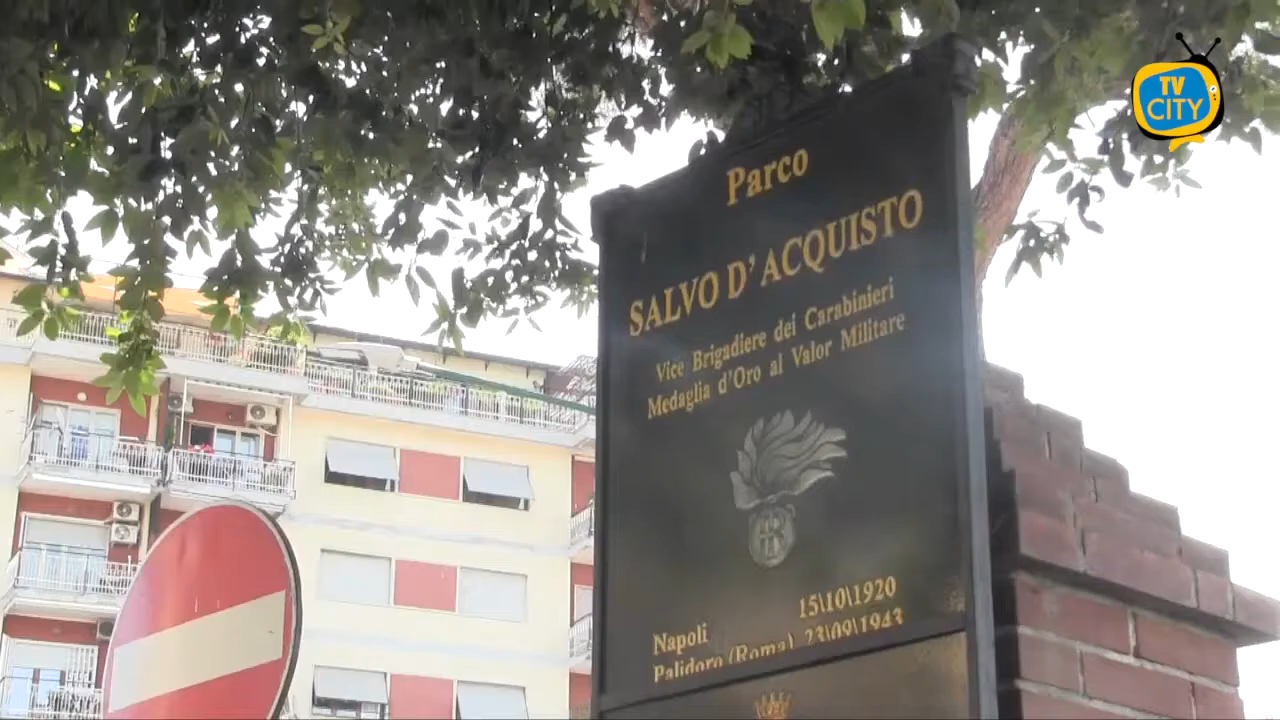 TV
CITY
Parco
SALVO D'ACQUISTO
Vice Brigadiere dei Carabinieri
Medaglia d'Oro al Valor Militare
Napoli 15\10\1920
Palidoro (Roma) 23\09\1943